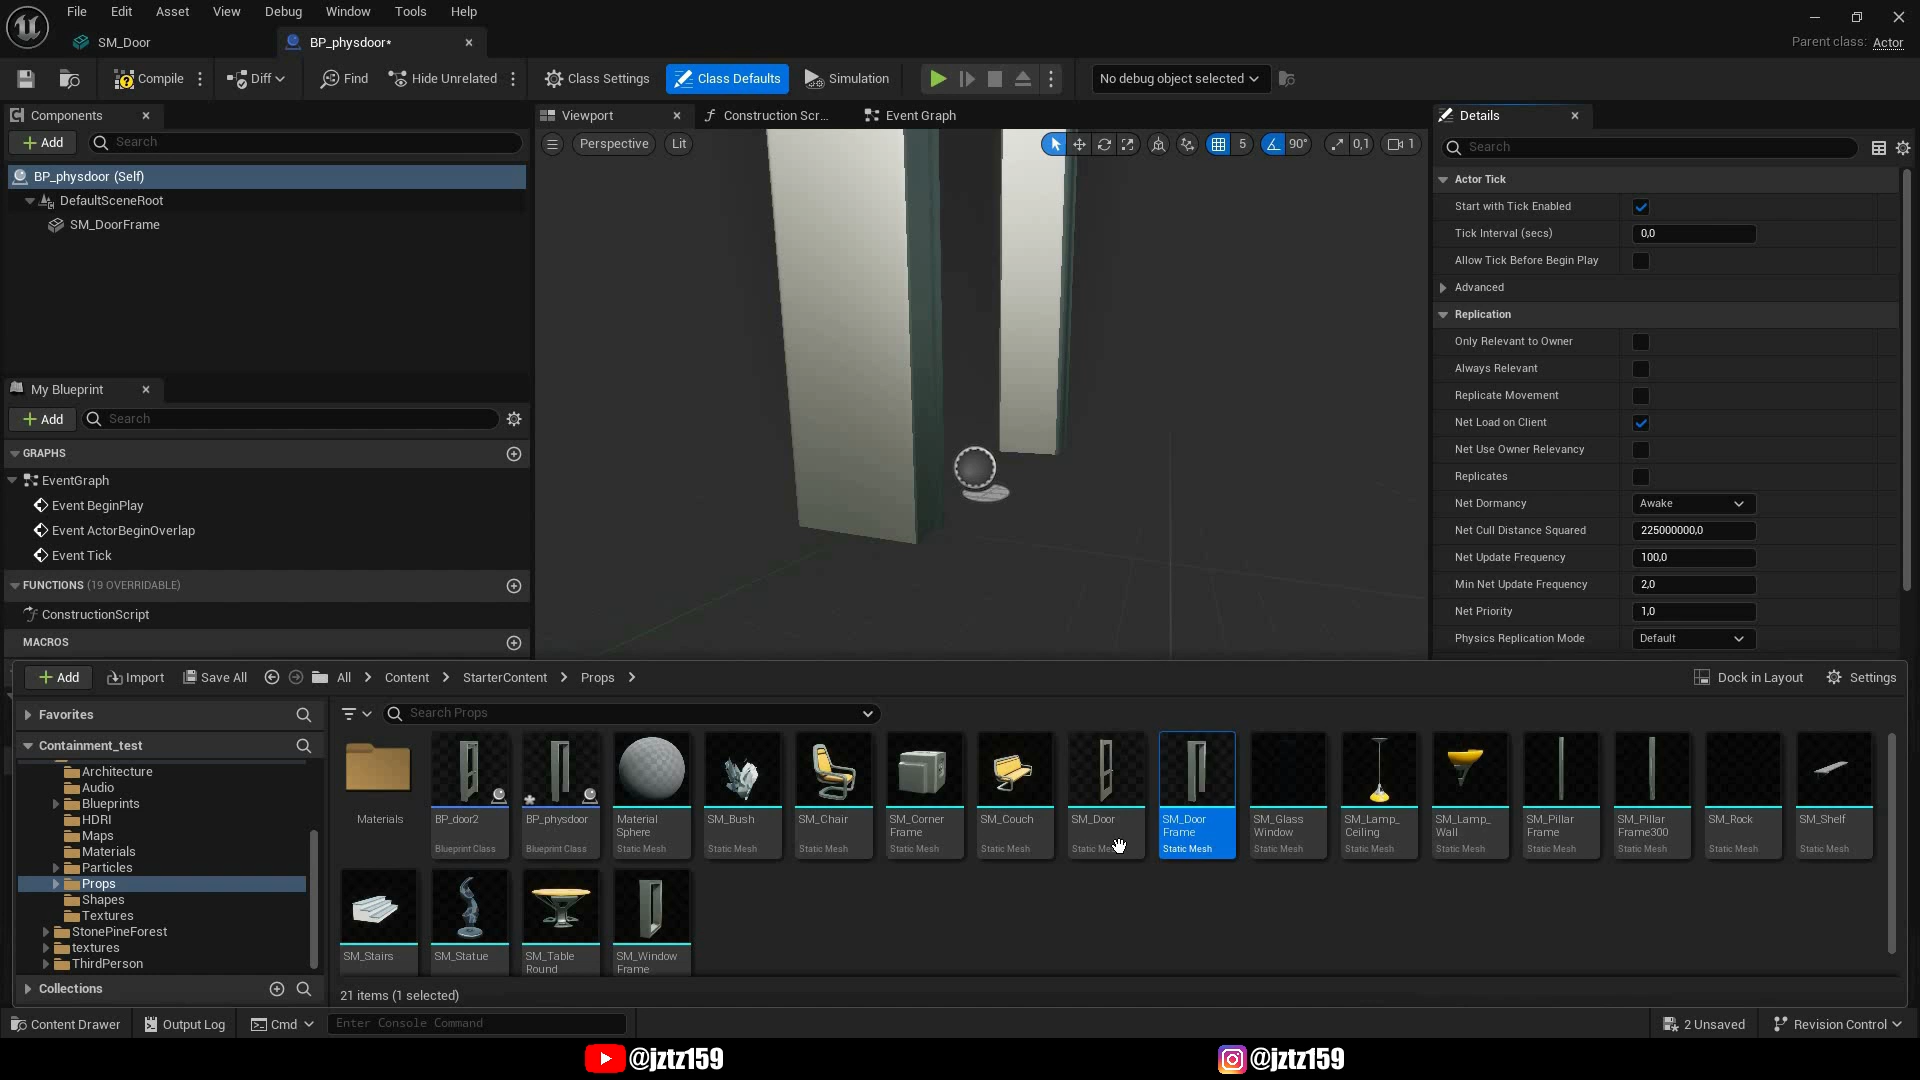 File Edit Asset View Debug Window Tools Help
SM_Door
BP_physdoor*
Parent class: Actor
Compile
Diff
Find
Hide Unrelated
Class Settings
Class Defaults
Simulation
No debug object selected
Components
Add
Search
BP_physdoor (Self)
DefaultSceneRoot
SM_DoorFrame
My Blueprint
Add
Search
GRAPHS
EventGraph
Event BeginPlay
Event ActorBeginOverlap
Event Tick
FUNCTIONS (19 OVERRIDABLE)
ConstructionScript
MACROS
Viewport
Construction Scr...
Event Graph
Perspective
Lit
5
90°
0,1
1
Details
Search
Actor Tick
Start with Tick Enabled
Tick Interval (secs) 0,0
Allow Tick Before Begin Play
Advanced
Replication
Only Relevant to Owner
Always Relevant
Replicate Movement
Net Load on Client
Net Use Owner Relevancy
Replicates
Net Dormancy Awake
Net Cull Distance Squared 225000000,0
Net Update Frequency 100,0
Min Net Update Frequency 2,0
Net Priority 1,0
Physics Replication Mode Default
Add
Import
Save All
All
Content
StarterContent
Props
Dock in Layout
Settings
Favorites
Containment_test
Architecture
Audio
Blueprints
HDRI
Maps
Materials
Particles
Props
Shapes
Textures
StonePineForest
textures
ThirdPerson
Collections
Search Props
Materials
BP_door2
Blueprint Class
BP_physdoor
Blueprint Class
Material
Sphere
Static Mesh
SM_Bush
Static Mesh
SM_Chair
Static Mesh
SM_Corner
Frame
Static Mesh
SM_Couch
Static Mesh
SM_Door
SM_Door
Frame
Static Mesh
SM_Glass
Window
Static Mesh
SM_Lamp_
Ceiling
Static Mesh
SM_Lamp_
Wall
Static Mesh
SM_Pillar
Frame
Static Mesh
SM_Pillar
Frame300
Static Mesh
SM_Rock
Static Mesh
SM_Shelf
Static Mesh
SM_Stairs
SM_Statue
SM_Table
Round
SM_Window
Frame
21 items (1 selected)
Content Drawer
Output Log
Cmd
Enter Console Command
2 Unsaved
Revision Control
@jztz159
@jztz159